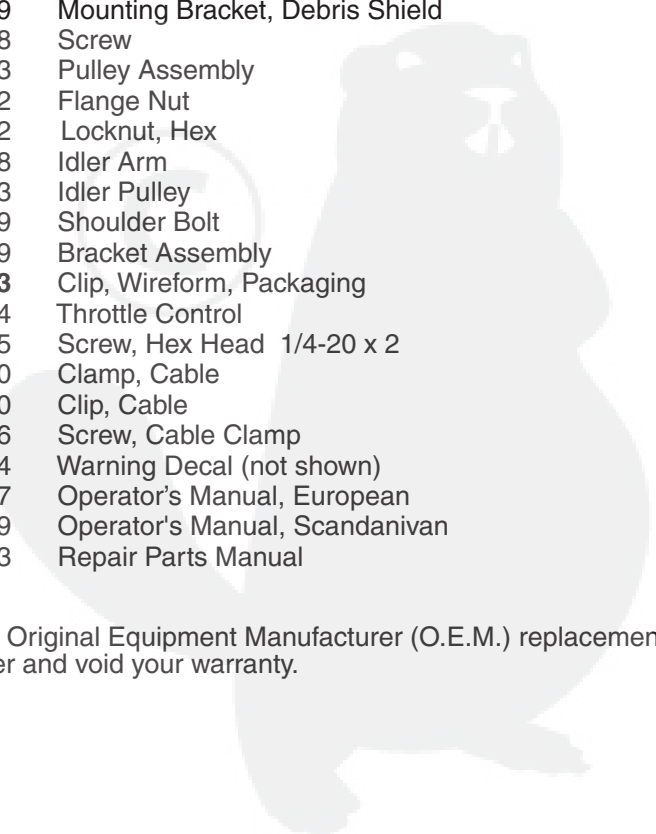 9 Mounting Bracket, Debris Shield
8 Screw
3 Pulley Assembly
2 Flange Nut
2 Locknut, Hex
8 Idler Arm
3 Idler Pulley
9 Shoulder Bolt
9 Bracket Assembly
3 Clip, Wireform, Packaging
4 Throttle Control
5 Screw, Hex Head 1/4-20 x 2
0 Clamp, Cable
0 Clip, Cable
6 Screw, Cable Clamp
4 Warning Decal (not shown)
7 Operator’s Manual, European
9 Operator's Manual, Scandanivan
3 Repair Parts Manual
Original Equipment Manufacturer (O.E.M.) replacemen
er and void your warranty.
©